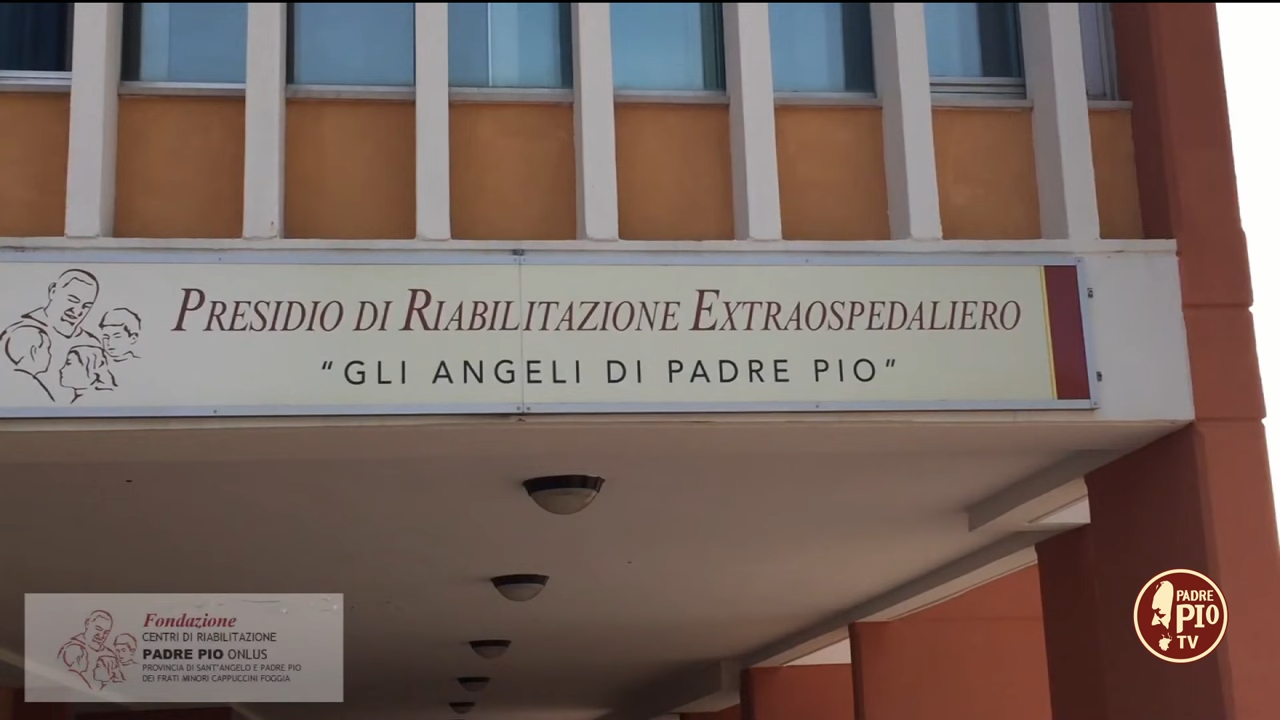 PRESIDIO DI RIABILITAZIONE EXTRAOSPEDALIERO
"GLI ANGELI DI PADRE PIO"
Fondazione
CENTRI DI RIABILITAZIONE
PADRE PIO ONLUS
PROVINCIA DI SANT'ANGELO E PADRE PIO
DEI FRATI MINORI CAPPUCCINI FOGGIA
PADRE
PIO
TV